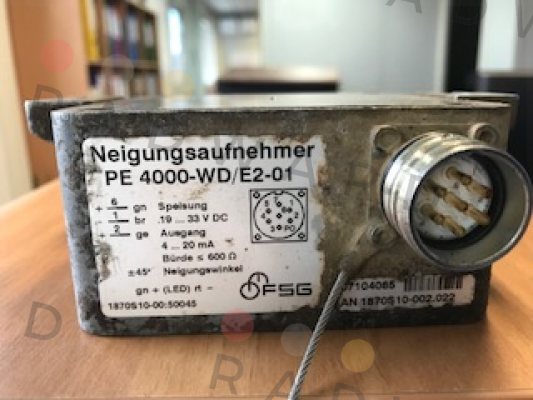 Neigungsaufnehmer
PE 4000-WD/E2-01
+ 6 gn Speisung
- 1 br .19 ... 33 V DC
+ 2 ge Ausgang
4 ... 20 mA
Bürde ≤ 600 Ω
±45° Neigungswinkel
gn + (LED) rt -
FSG
1870S10-00:50045
07104085
AN 1870S10-002.022